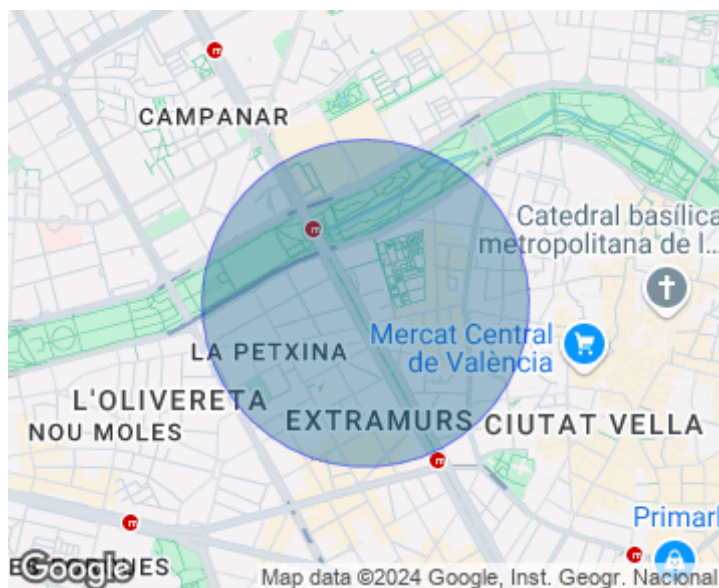 CAMPANAR
Catedral basílica
metropolitana de l...
Mercat Central
de València
LA PETXINA
L'OLIVERETA
EXTRAMURS
CIUTAT VELLA
NOU MOLES
Primark
Google
Map data ©2024 Google, Inst. Geogr. Nacional